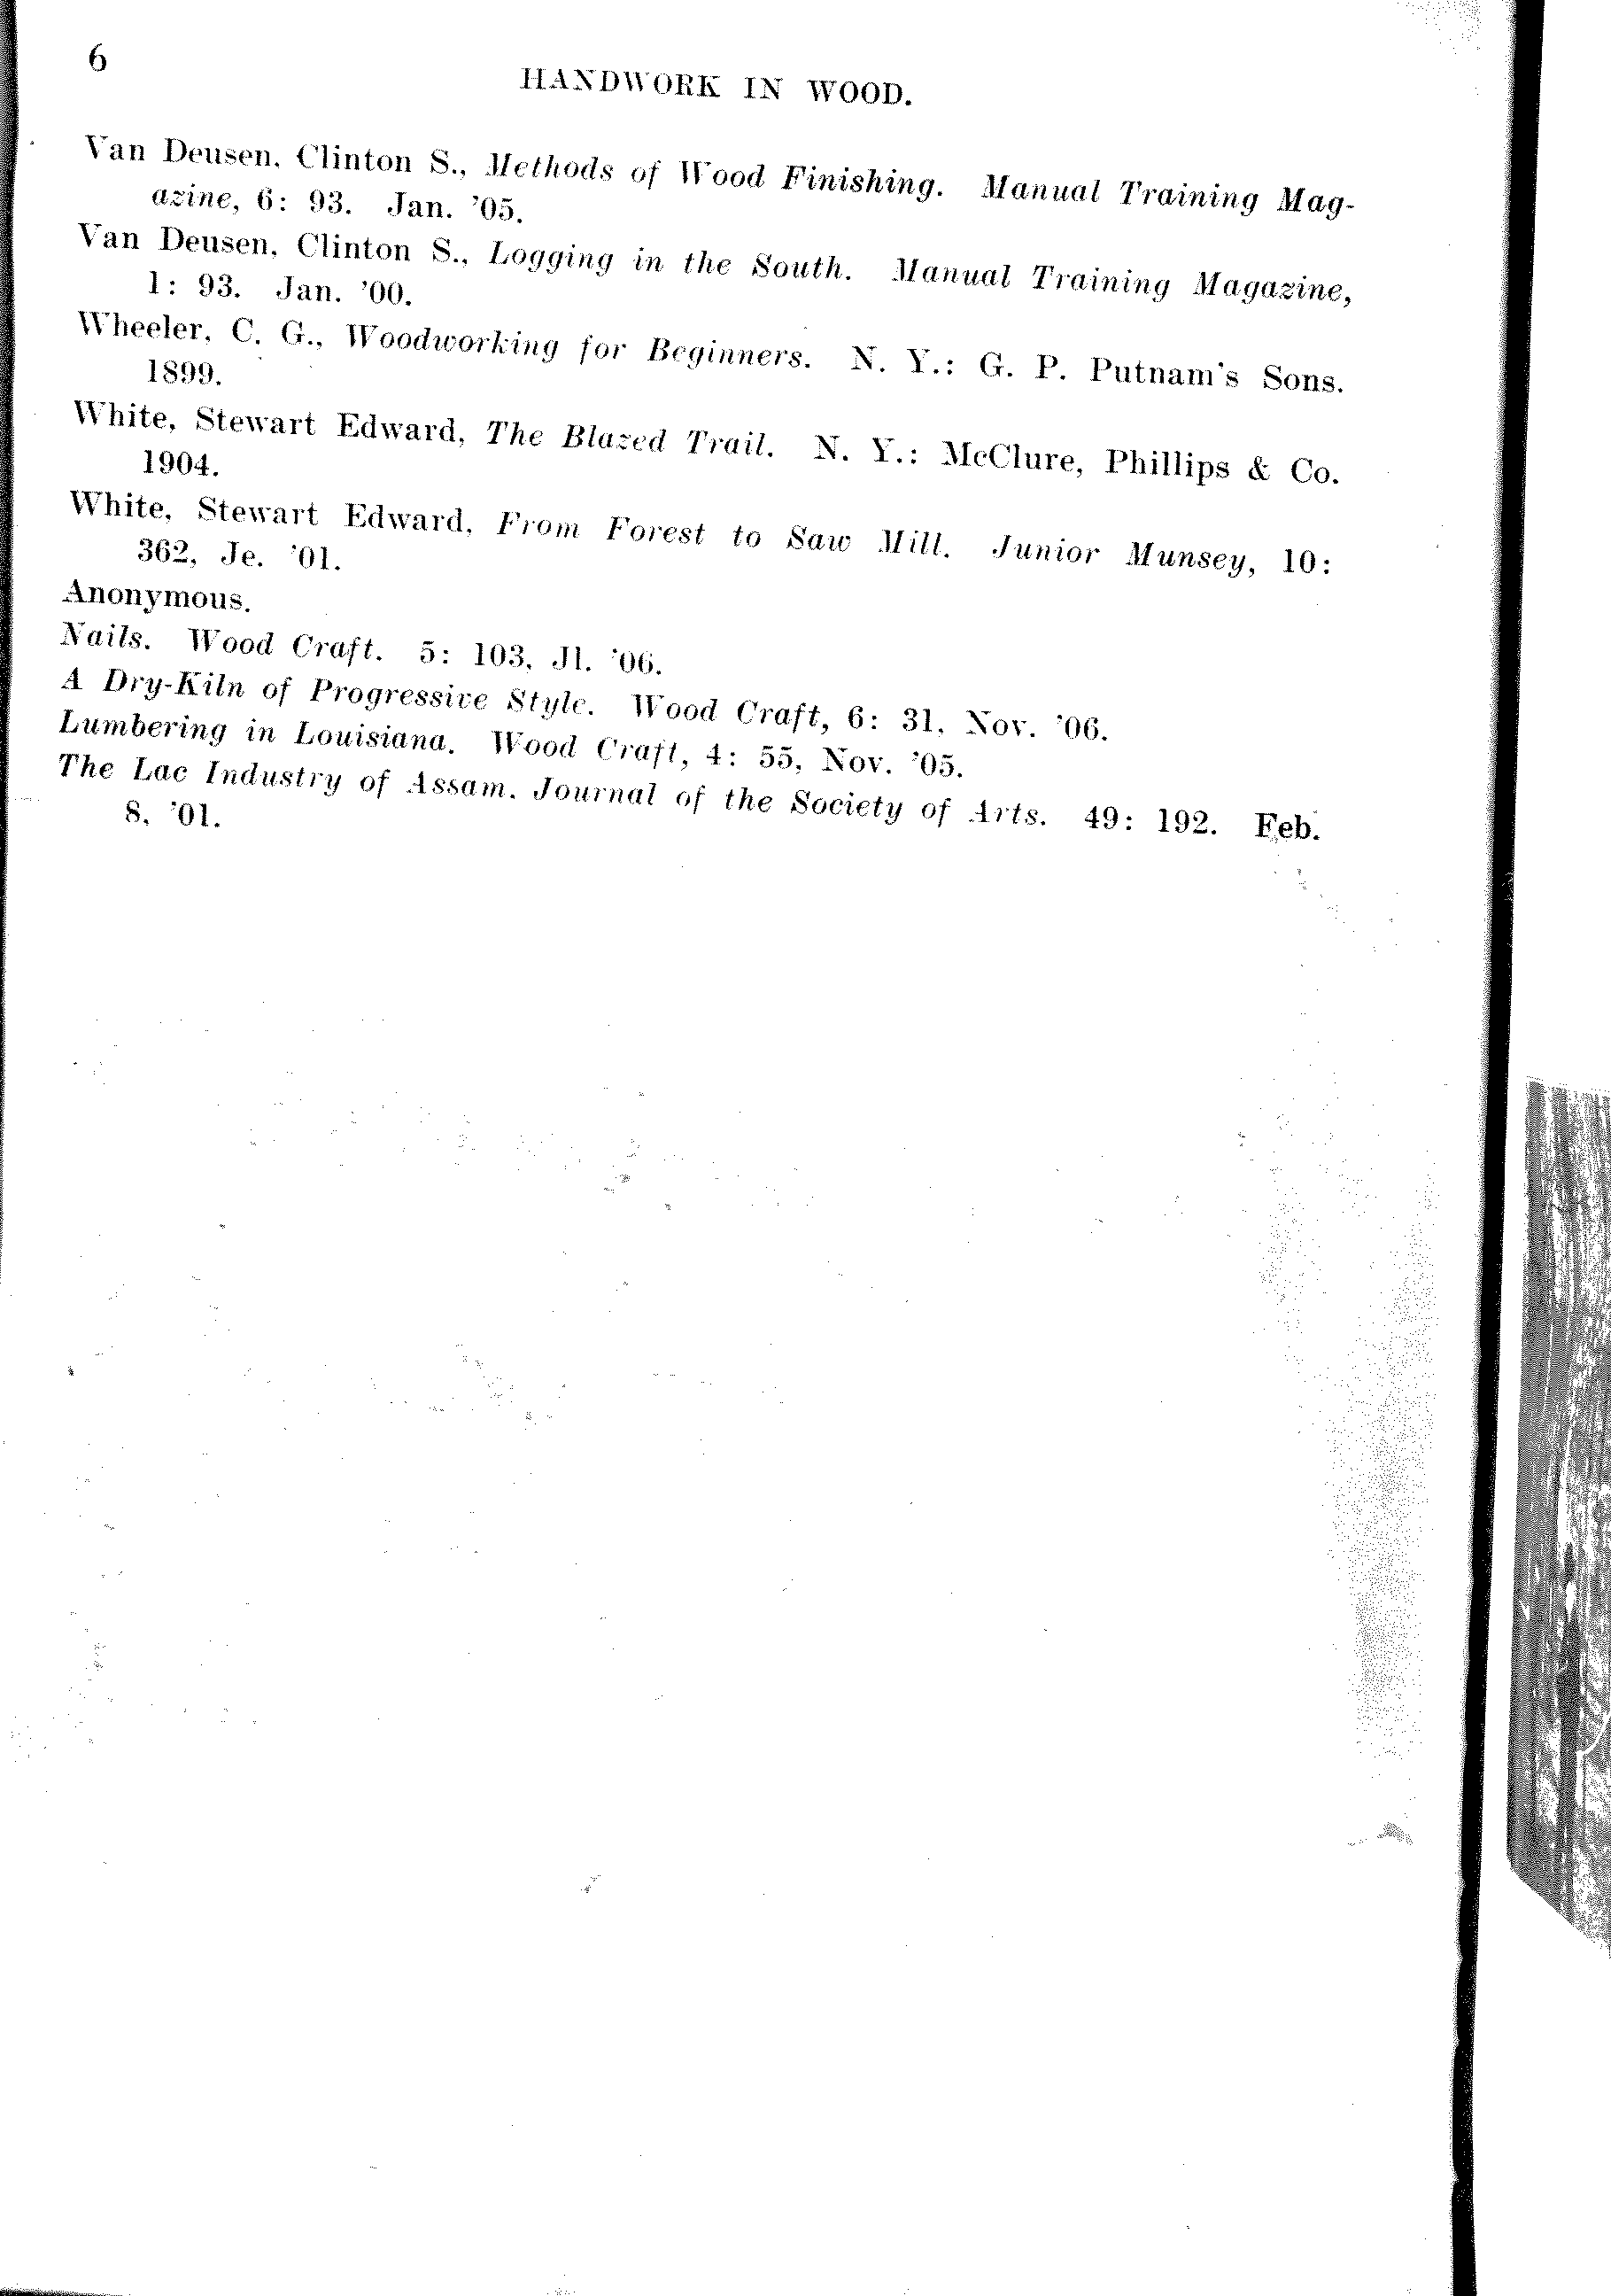 6
HANDWORK IN WOOD.
Van Deusen, Clinton S., Methods of Wood Finishing. Manual Training Mag-
azine, 6: 93. Jan. '05.
Van Deusen, Clinton S., Logging in the South. Manual Training Magazine,
1: 93. Jan. '00.
Wheeler, C. G., Woodworking for Beginners. N. Y.: G. P. Putnam's Sons.
1899.
White, Stewart Edward, The Blazed Trail. N. Y.: McClure, Phillips & Co.
1904.
White, Stewart Edward, From Forest to Saw Mill. Junior Munsey, 10:
362, Je. '01.
Anonymous.
Nails. Wood Craft. 5: 103, Jl. '06.
A Dry-Kiln of Progressive Style. Wood Craft, 6: 31, Nov. '06.
Lumbering in Louisiana. Wood Craft, 4: 55, Nov. '05.
The Lac Industry of Assam. Journal of the Society of Arts. 49: 192. Feb.
8, '01.